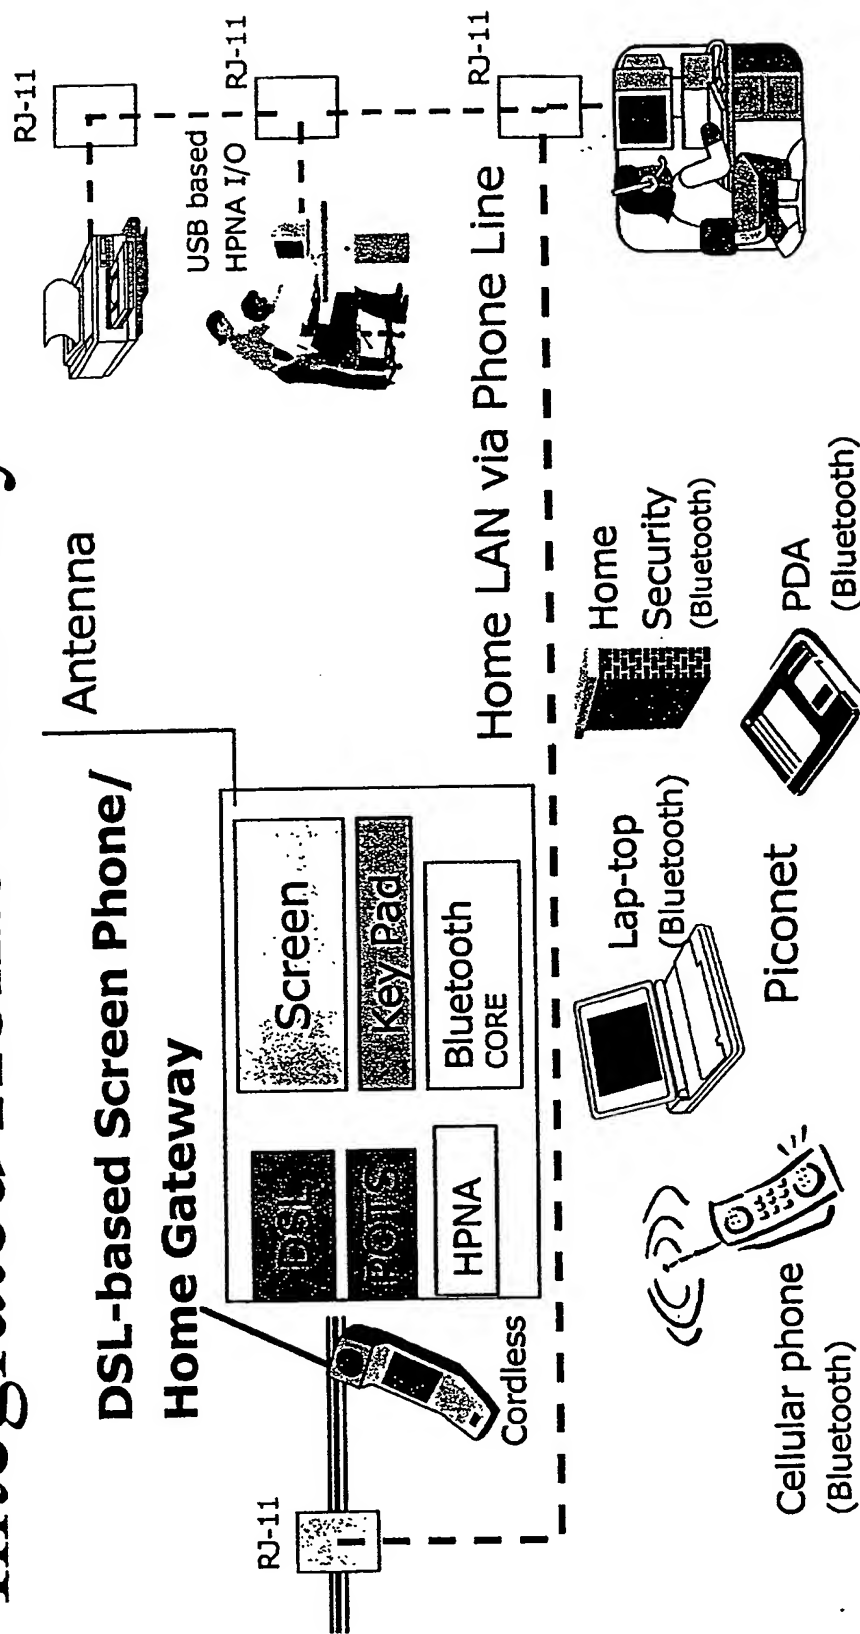 DSL-based Screen Phone/
Home Gateway
Antenna
RJ-11
DSL
POTS
HPNA
Screen
Key Pad
Bluetooth
CORE
Cordless
RJ-11
USB based
HPNA I/O
RJ-11
RJ-11
Home LAN via Phone Line
Cellular phone
(Bluetooth)
Lap-top
(Bluetooth)
Piconet
Home
Security
(Bluetooth)
PDA
(Bluetooth)